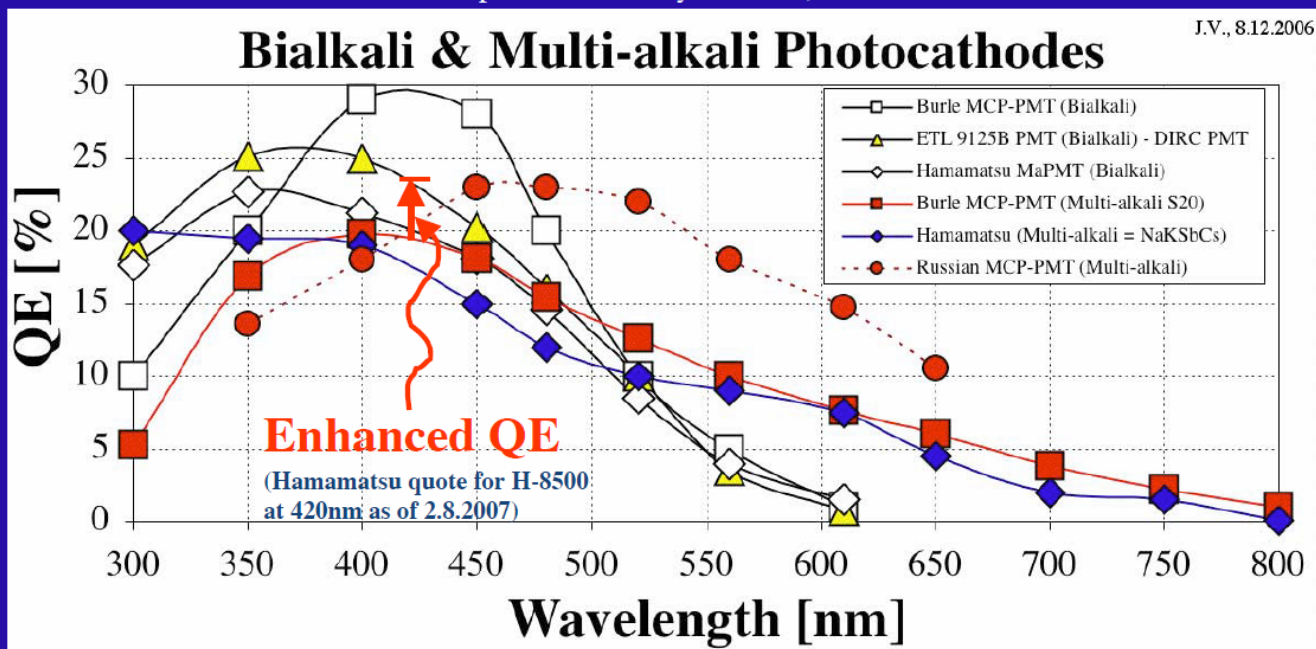 J.V., 8.12.2006
Bialkali & Multi-alkali Photocathodes
QE [%]
30
25
20
15
10
5
0
Burle MCP-PMT (Bialkali)
ETL 9125B PMT (Bialkali) - DIRC PMT
Hamamatsu MaPMT (Bialkali)
Burle MCP-PMT (Multi-alkali S20)
Hamamatsu (Multi-alkali = NaKSbCs)
Russian MCP-PMT (Multi-alkali)
Enhanced QE
(Hamamatsu quote for H-8500
at 420nm as of 2.8.2007)
300 350 400 450 500 550 600 650 700 750 800
Wavelength [nm]